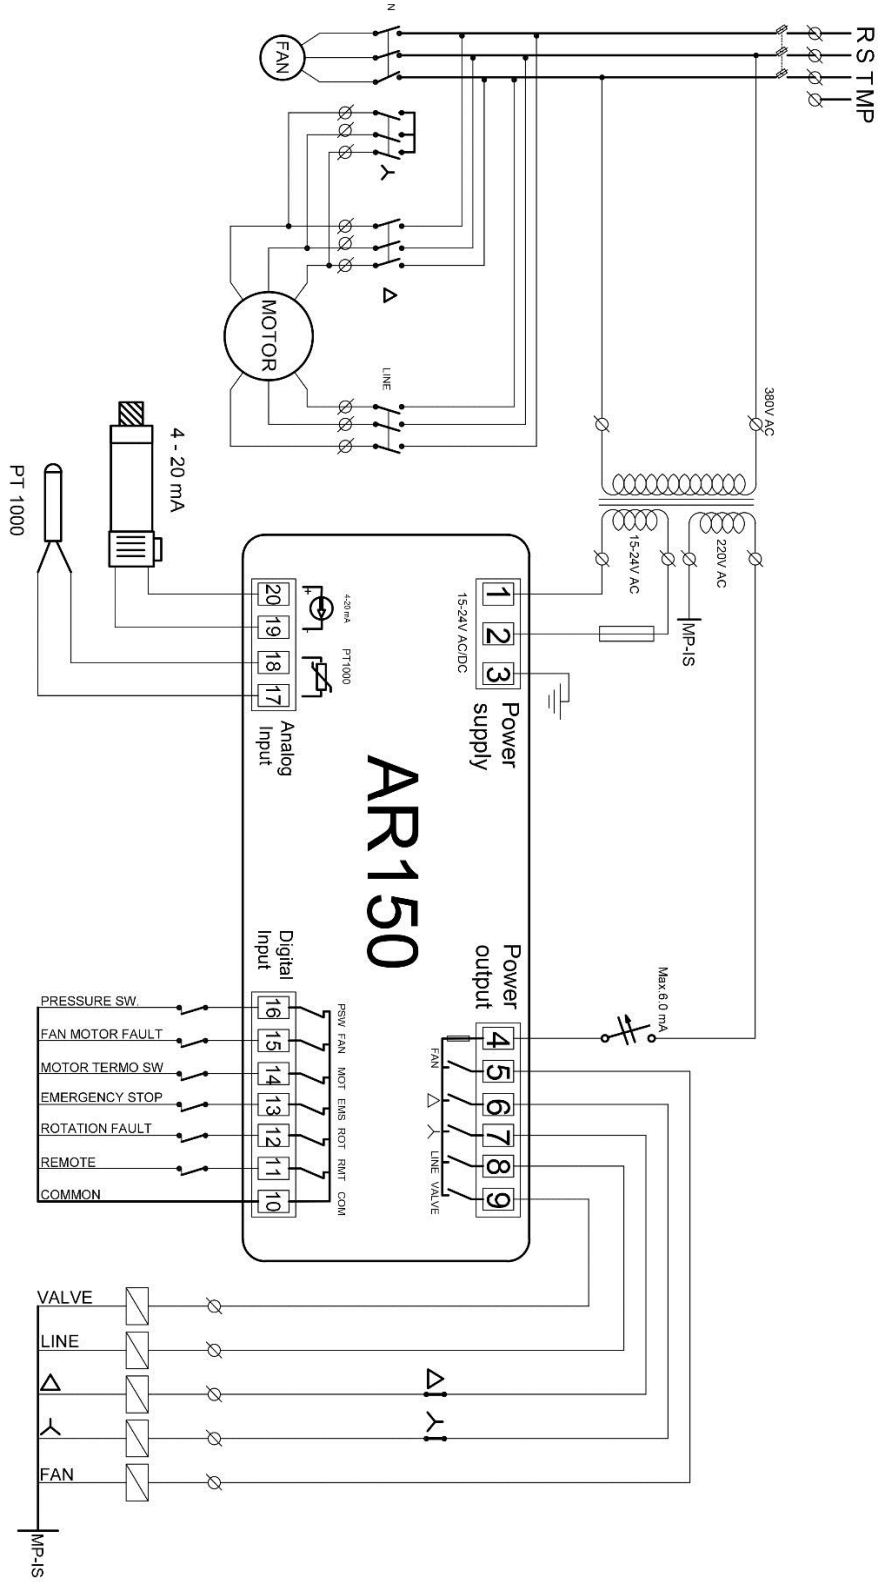 R
S
T
MP
N
FAN
MOTOR
LINE
380V AC
15-24V AC
220V AC
MP-IS
4 - 20 mA
PT 1000
20
19
18
17
+
-
4-20 mA
PT1000
Analog
Input
1
2
3
15-24V AC/DC
Power
supply
AR150
Max.6.0 mA
Power
output
4
5
6
7
8
9
FAN
LINE
VALVE
Digital
Input
16
15
14
13
12
11
10
PSW
FAN
MOT
EMS
ROT
RMT
COM
PRESSURE SW.
FAN MOTOR FAULT
MOTOR TERMO SW
EMERGENCY STOP
ROTATION FAULT
REMOTE
COMMON
VALVE
LINE
FAN
MP-IS